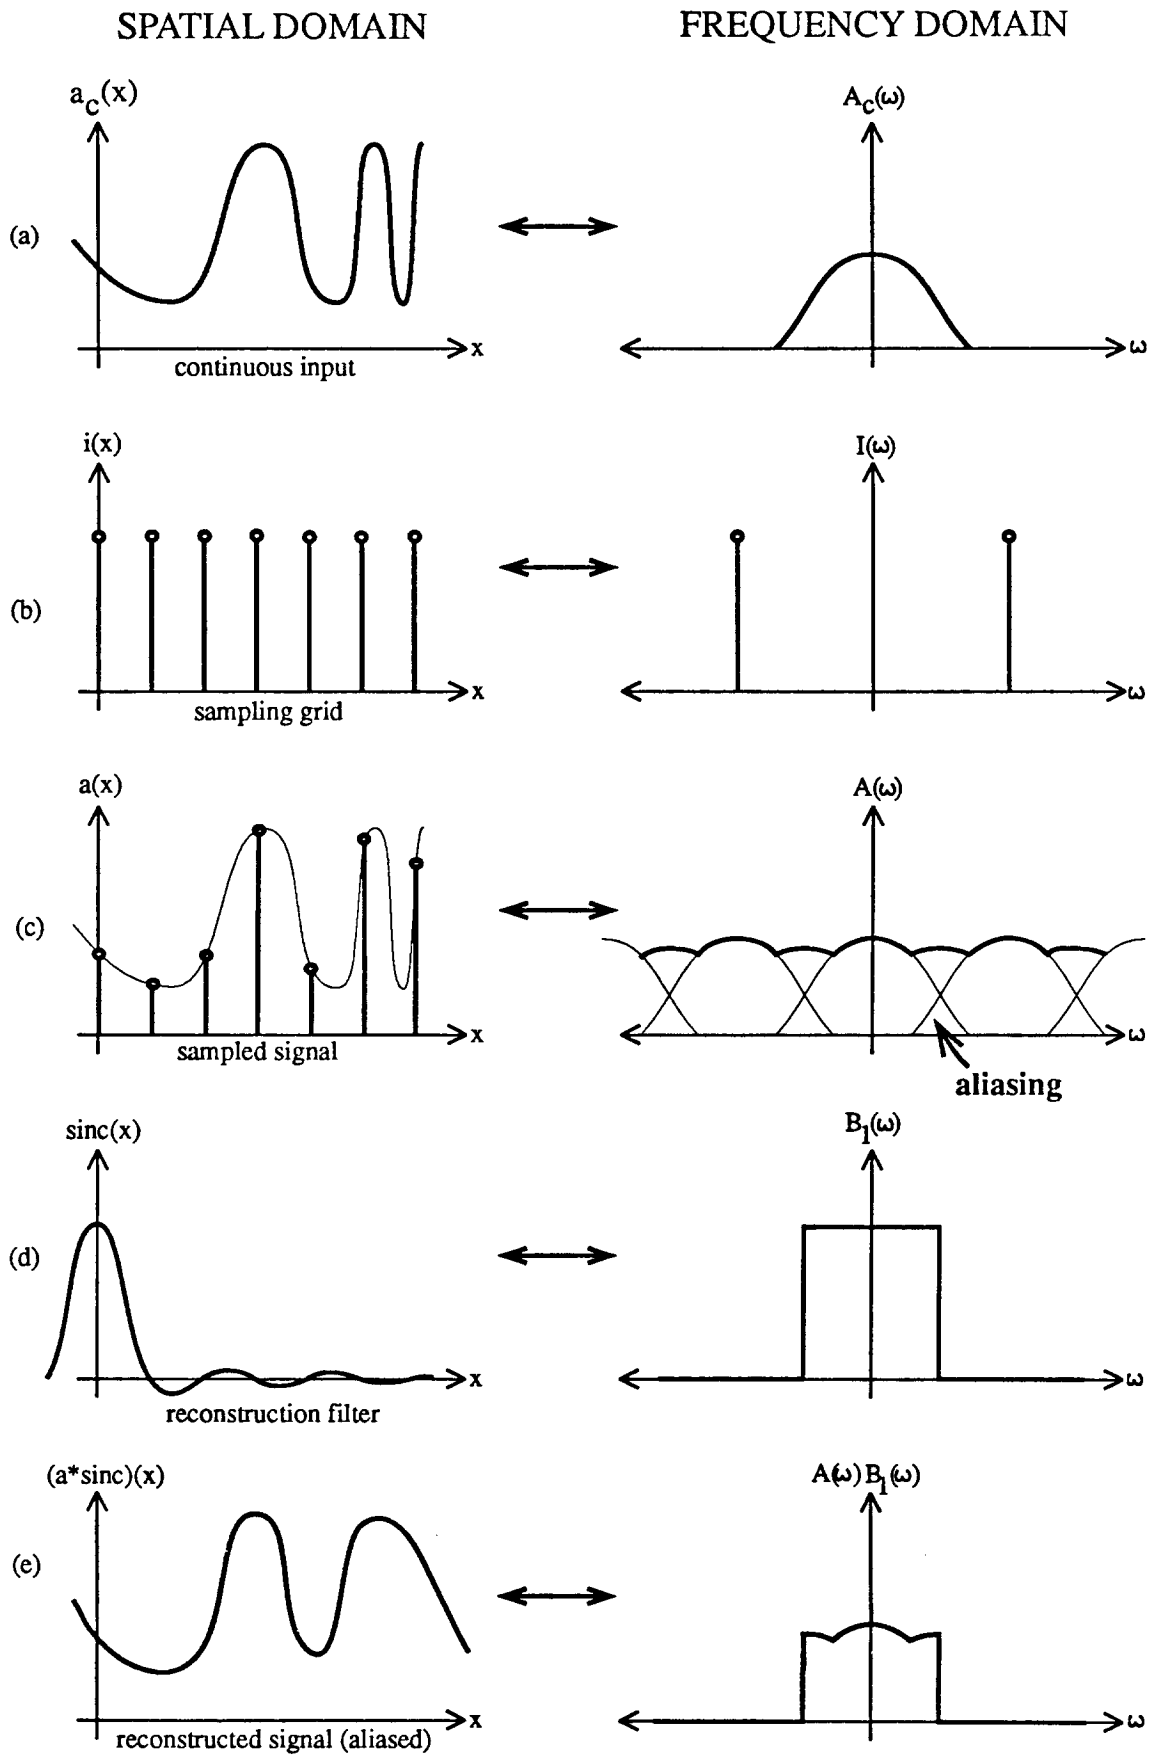 SPATIAL DOMAIN
FREQUENCY DOMAIN
a_c(x)
A_c(ω)
(a)
x
ω
continuous input
i(x)
I(ω)
(b)
x
ω
sampling grid
a(x)
A(ω)
(c)
x
ω
sampled signal
aliasing
sinc(x)
B_1(ω)
(d)
x
ω
reconstruction filter
(a*sinc)(x)
A(ω)B_1(ω)
(e)
x
ω
reconstructed signal (aliased)